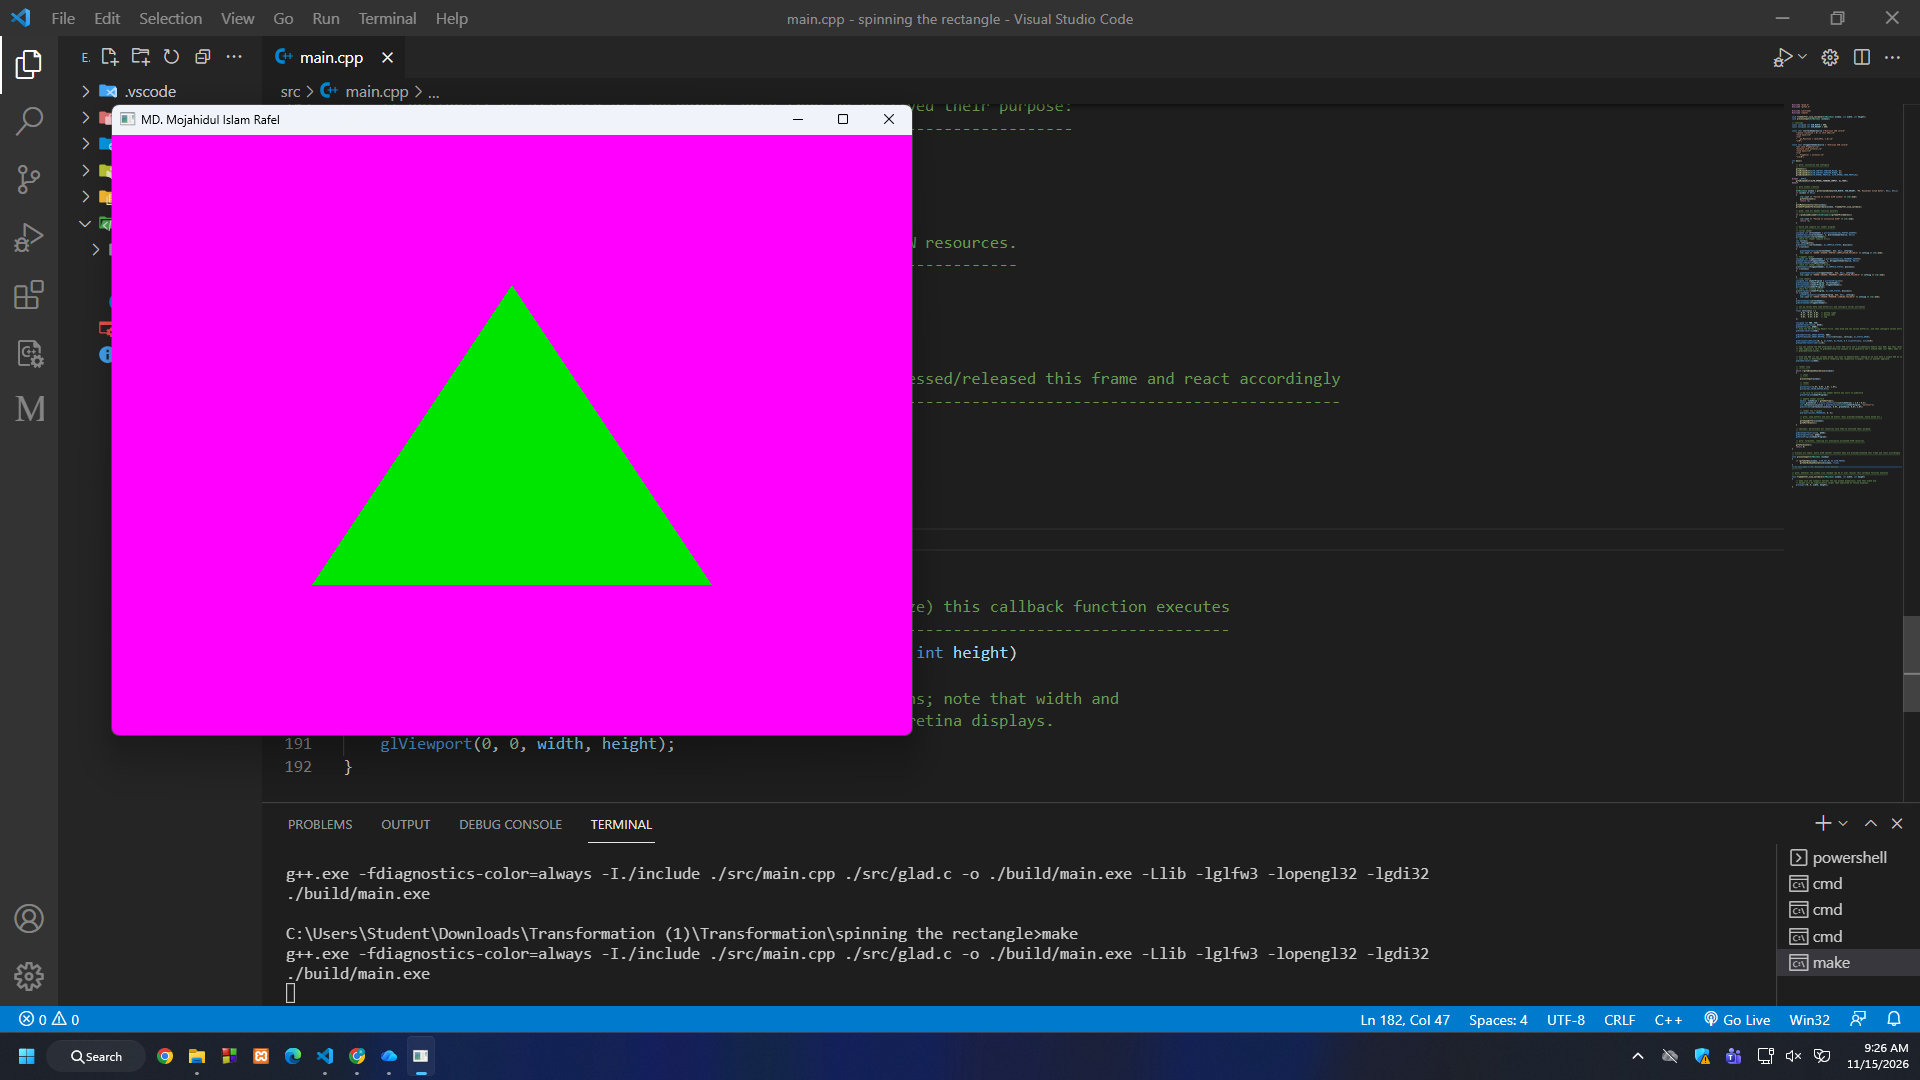 File Edit Selection View Go Run Terminal Help
main.cpp - spinning the rectangle - Visual Studio Code
E.
main.cpp
.vscode
src > main.cpp > ...
MD. Mojahidul Islam Rafel
ved their purpose:
------------------
resources.
------------
essed/released this frame and react accordingly
-----------------------------------------------
ze) this callback function executes
-----------------------------------
int height)
ns; note that width and
retina displays.
191 glViewport(0, 0, width, height);
192 }
PROBLEMS OUTPUT DEBUG CONSOLE TERMINAL
g++.exe -fdiagnostics-color=always -I./include ./src/main.cpp ./src/glad.c -o ./build/main.exe -Llib -lglfw3 -lopengl32 -lgdi32
./build/main.exe
C:\Users\Student\Downloads\Transformation (1)\Transformation\spinning the rectangle>make
g++.exe -fdiagnostics-color=always -I./include ./src/main.cpp ./src/glad.c -o ./build/main.exe -Llib -lglfw3 -lopengl32 -lgdi32
./build/main.exe
powershell
cmd
cmd
cmd
make
0 0
Ln 182, Col 47 Spaces: 4 UTF-8 CRLF C++ Go Live Win32
Search
9:26 AM
11/15/2026